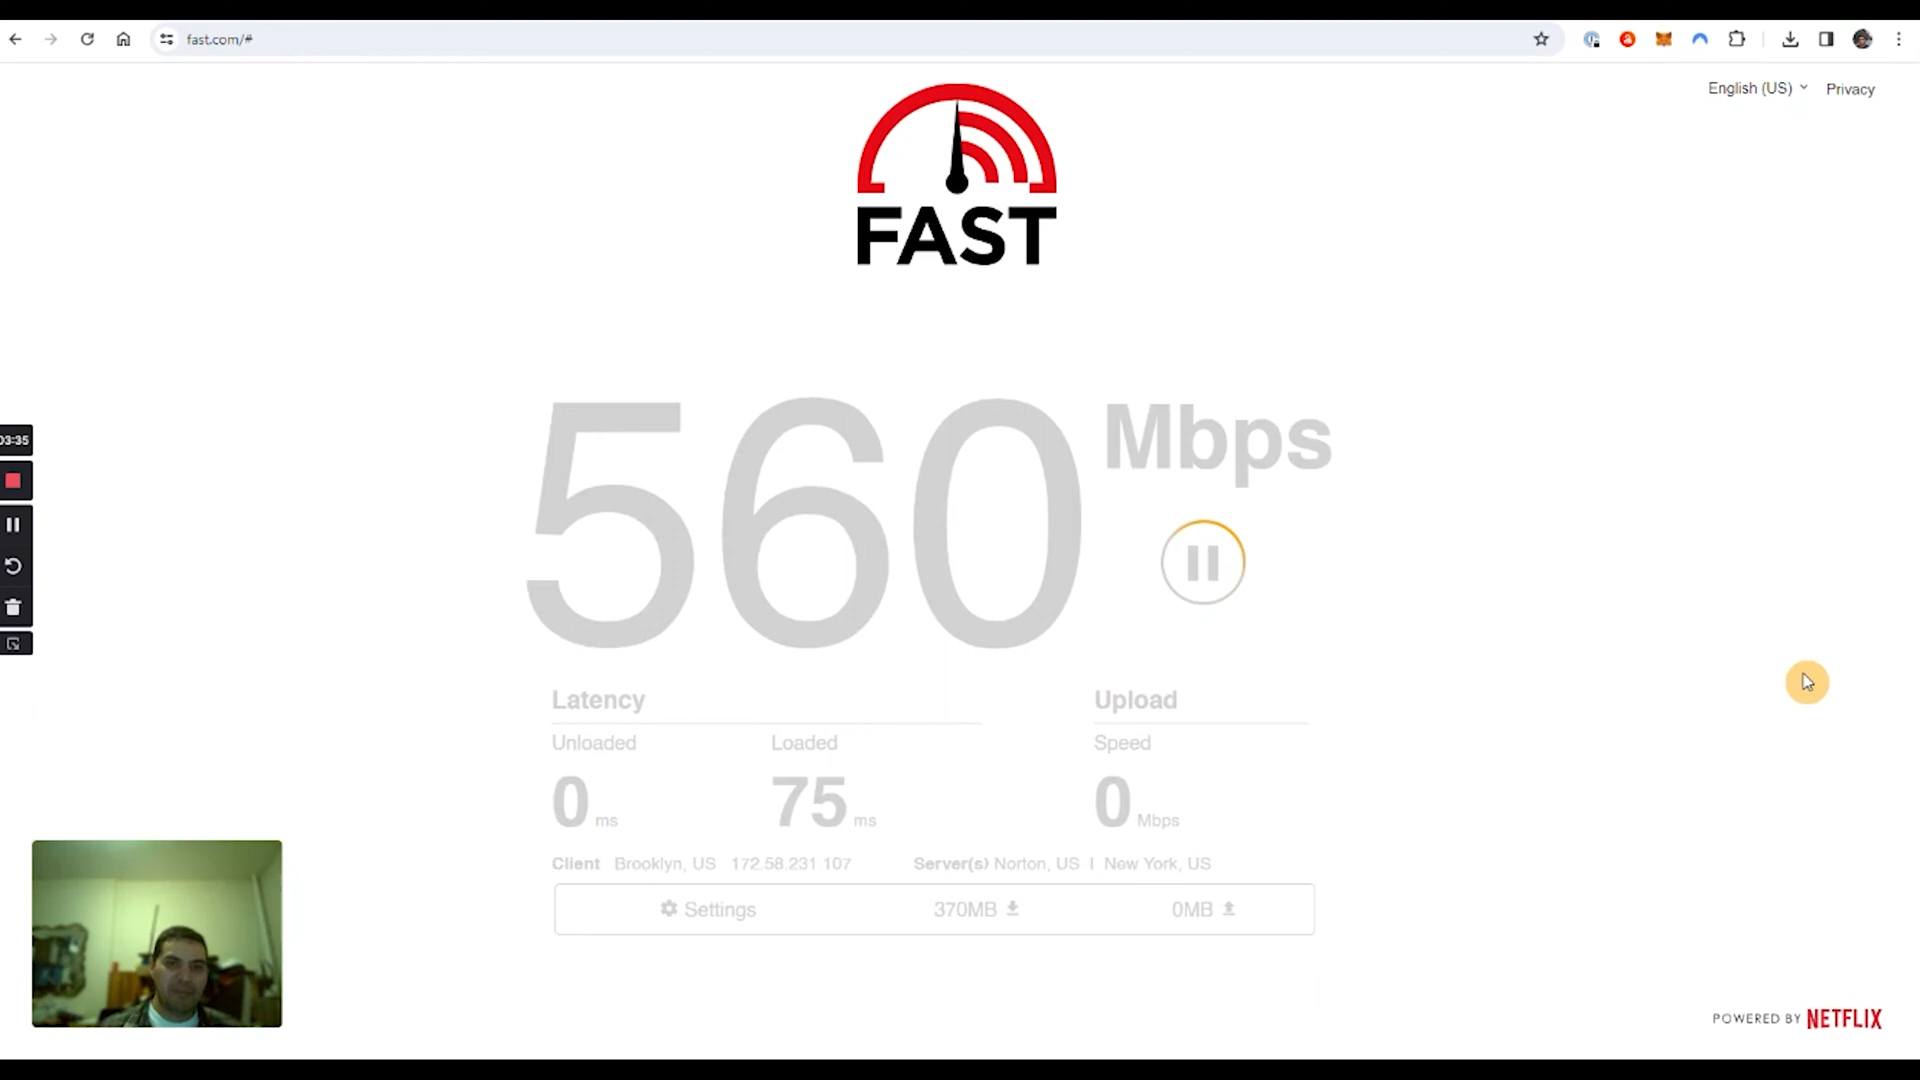 fast.com/#
English (US) Privacy
FAST
560 Mbps
03:35
Latency Upload
Unloaded Loaded Speed
0 ms 75 ms 0 Mbps
Client Brooklyn, US 172.58.231.107 Server(s) Norton, US | New York, US
Settings 370MB 0MB
POWERED BY NETFLIX